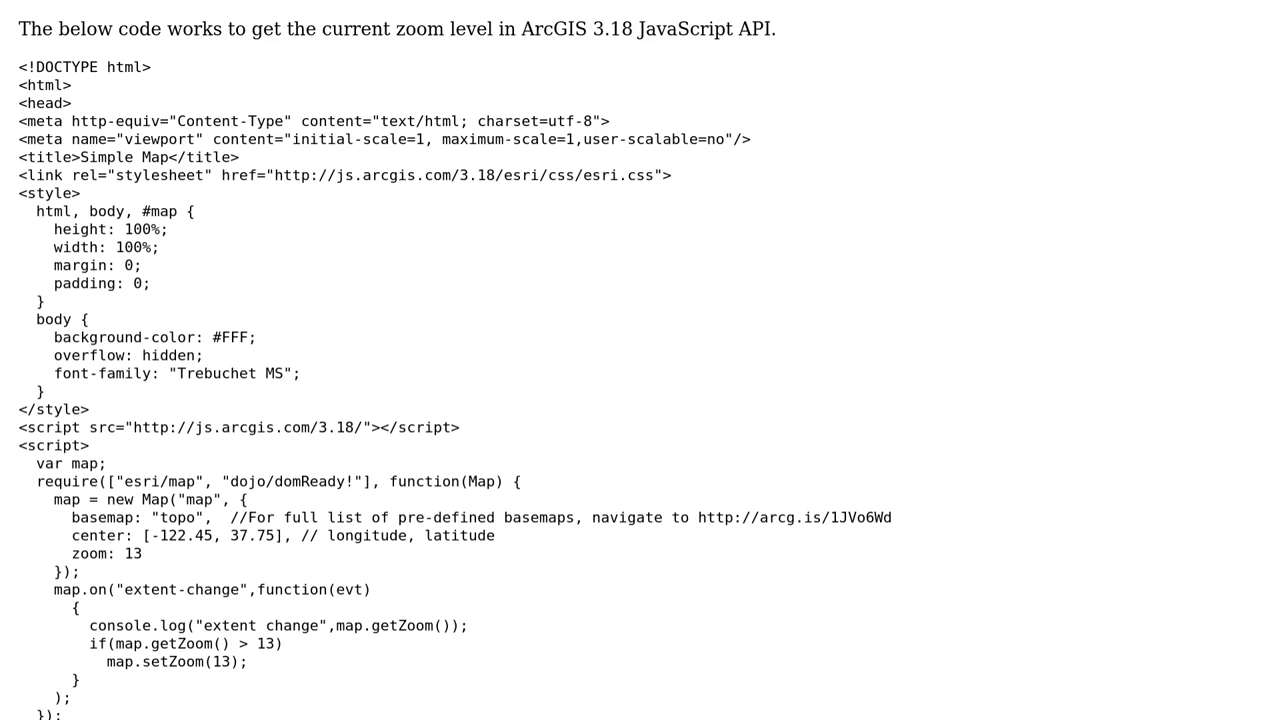 The below code works to get the current zoom level in ArcGIS 3.18 JavaScript API.
<!DOCTYPE html>
<html>
<head>
<meta http-equiv="Content-Type" content="text/html; charset=utf-8">
<meta name="viewport" content="initial-scale=1, maximum-scale=1,user-scalable=no"/>
<title>Simple Map</title>
<link rel="stylesheet" href="http://js.arcgis.com/3.18/esri/css/esri.css">
<style>
  html, body, #map {
    height: 100%;
    width: 100%;
    margin: 0;
    padding: 0;
  }
  body {
    background-color: #FFF;
    overflow: hidden;
    font-family: "Trebuchet MS";
  }
</style>
<script src="http://js.arcgis.com/3.18/"></script>
<script>
  var map;
  require(["esri/map", "dojo/domReady!"], function(Map) {
    map = new Map("map", {
      basemap: "topo",  //For full list of pre-defined basemaps, navigate to http://arcg.is/1JVo6Wd
      center: [-122.45, 37.75], // longitude, latitude
      zoom: 13
    });
    map.on("extent-change",function(evt)
      {
        console.log("extent change",map.getZoom());
        if(map.getZoom() > 13)
          map.setZoom(13);
      }
    );
  });